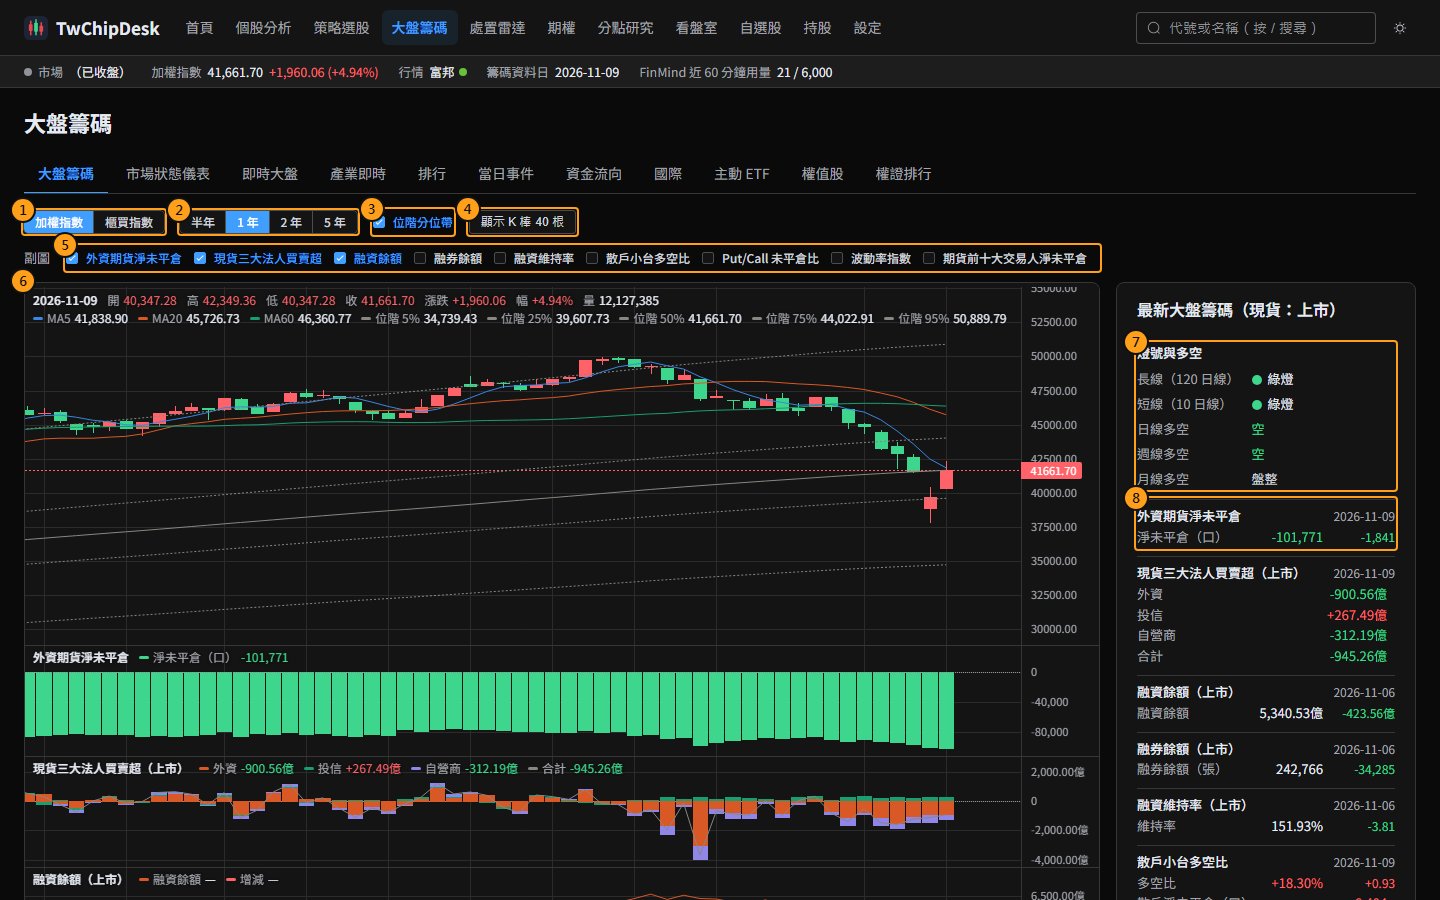 TwChipDesk 首頁 個股分析 策略選股 大盤籌碼 處置雷達 期權 分點研究 看盤室 自選股 持股 設定 代號或名稱（按 / 搜尋）
市場 （已收盤） 加權指數 41,661.70 +1,960.06 (+4.94%) 行情 富邦 籌碼資料日 2026-11-09 FinMind 近 60 分鐘用量 21 / 6,000
大盤籌碼
大盤籌碼 市場狀態儀表 即時大盤 產業即時 排行 當日事件 資金流向 國際 主動 ETF 權值股 權證排行
1 加權指數 櫃買指數 2 半年 1 年 2 年 5 年 3 位階分位帶 4 顯示 K 棒 40 根
副圖 5 外資期貨淨未平倉 現貨三大法人買賣超 融資餘額 融券餘額 融資維持率 散戶小台多空比 Put/Call 未平倉比 波動率指數 期貨前十大交易人淨未平倉
6
2026-11-09 開 40,347.28 高 42,349.36 低 40,347.28 收 41,661.70 漲跌 +1,960.06 幅 +4.94% 量 12,127,385
MA5 41,838.90 MA20 45,726.73 MA60 46,360.77 位階 5% 34,739.43 位階 25% 39,607.73 位階 50% 41,661.70 位階 75% 44,022.91 位階 95% 50,889.79
55000.00
52500.00
50000.00
47500.00
45000.00
42500.00
41661.70
40000.00
37500.00
35000.00
32500.00
30000.00
外資期貨淨未平倉 淨未平倉（口） -101,771
0
-40,000
-80,000
現貨三大法人買賣超（上市） 外資 -900.56億 投信 +267.49億 自營商 -312.19億 合計 -945.26億
2,000.00億
0
-2,000.00億
-4,000.00億
融資餘額（上市） 融資餘額 — 增減 —
6,500.00億
最新大盤籌碼（現貨：上市）
7
燈號與多空
長線（120 日線） 綠燈
短線（10 日線） 綠燈
日線多空 空
週線多空 空
月線多空 盤整
8
外資期貨淨未平倉 2026-11-09
淨未平倉（口） -101,771 -1,841
現貨三大法人買賣超（上市） 2026-11-09
外資 -900.56億
投信 +267.49億
自營商 -312.19億
合計 -945.26億
融資餘額（上市） 2026-11-06
融資餘額 5,340.53億 -423.56億
融券餘額（上市） 2026-11-06
融券餘額（張） 242,766 -34,285
融資維持率（上市） 2026-11-06
維持率 151.93% -3.81
散戶小台多空比 2026-11-09
多空比 +18.30% +0.93